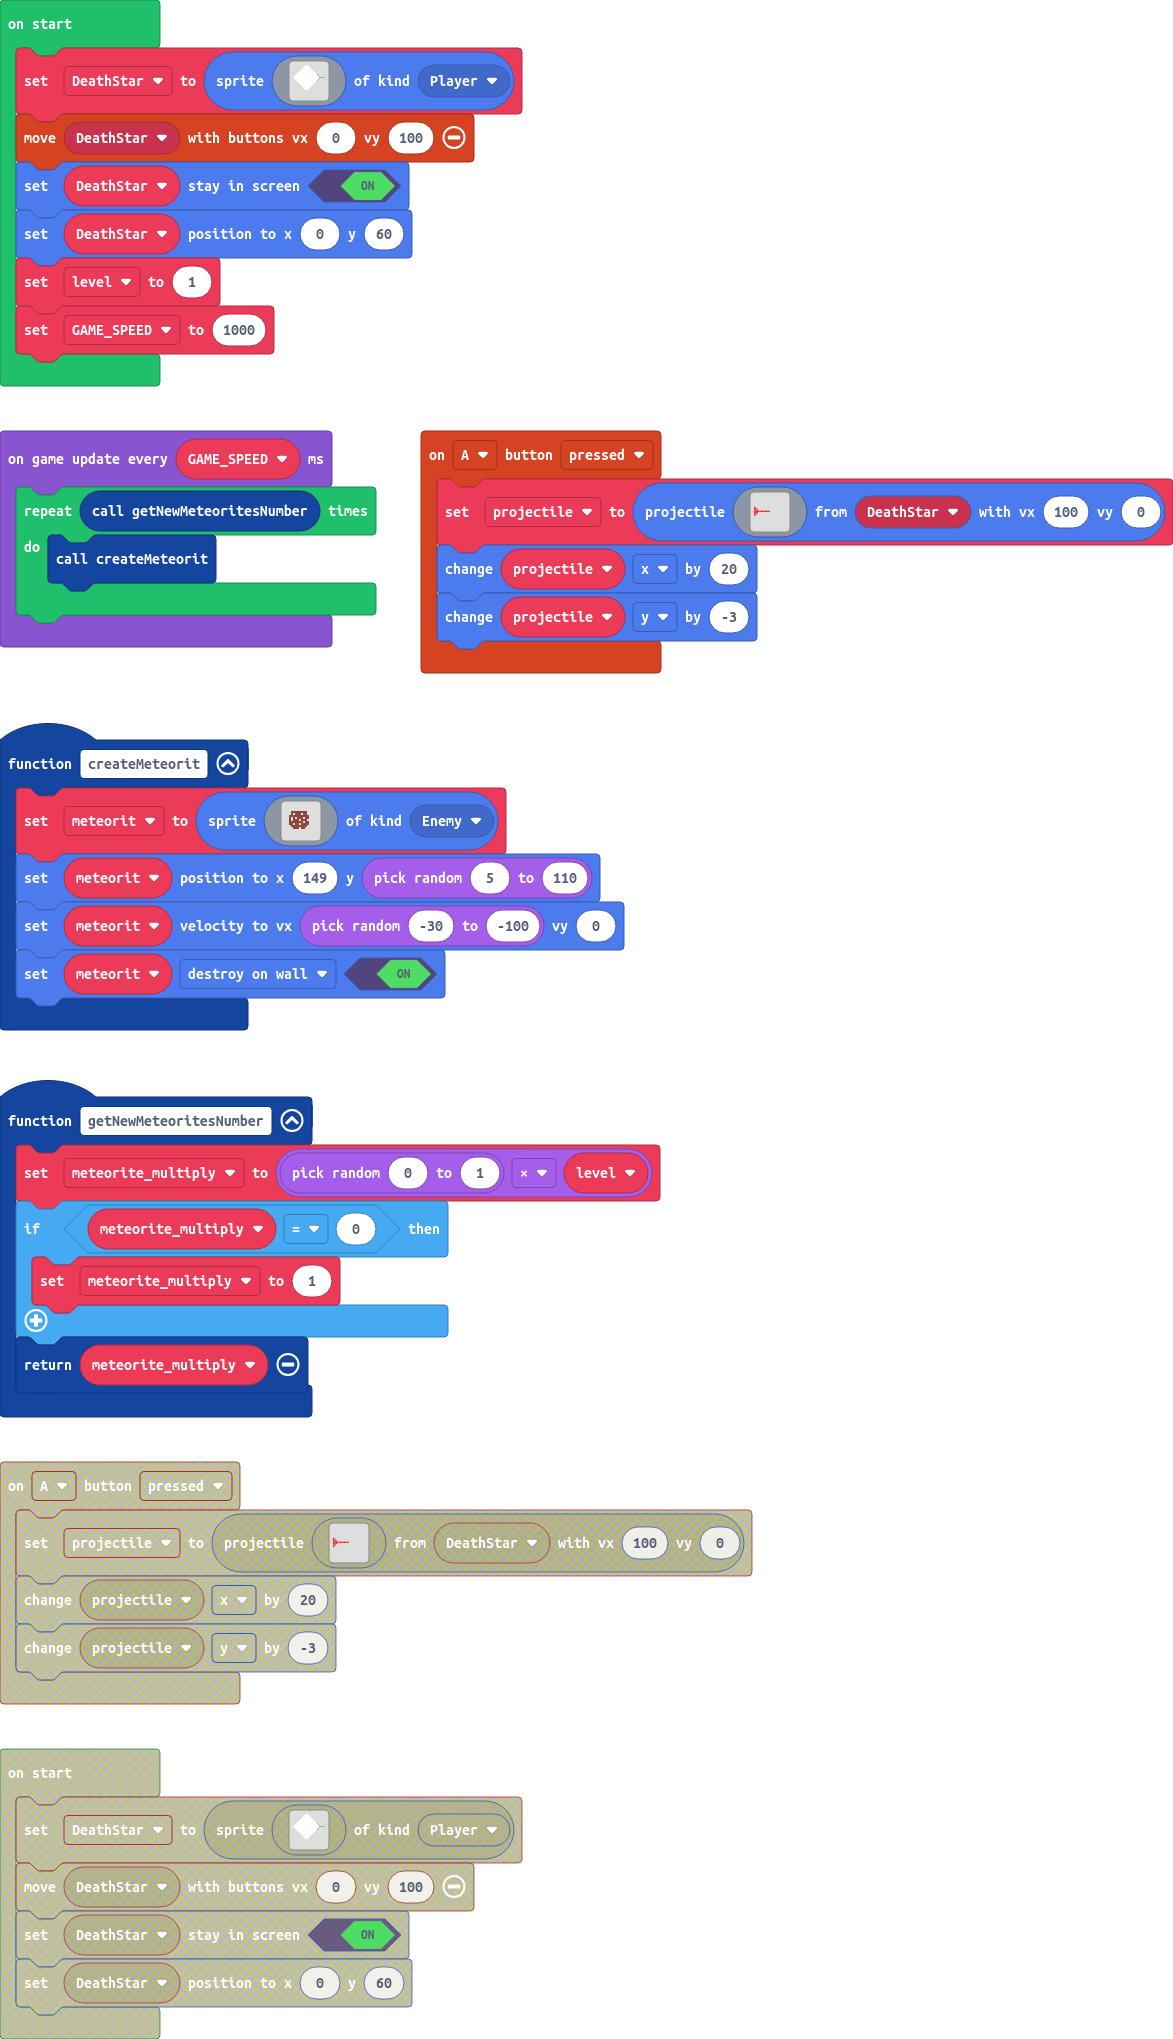 on start
set DeathStar to sprite of kind Player
move DeathStar with buttons vx 0 vy 100
set DeathStar stay in screen ON
set DeathStar position to x 0 y 60
set level to 1
set GAME_SPEED to 1000
on game update every GAME_SPEED ms
repeat call getNewMeteoritesNumber times
do call createMeteorit
on A button pressed
set projectile to projectile from DeathStar with vx 100 vy 0
change projectile x by 20
change projectile y by -3
function createMeteorit
set meteorit to sprite of kind Enemy
set meteorit position to x 149 y pick random 5 to 110
set meteorit velocity to vx pick random -30 to -100 vy 0
set meteorit destroy on wall ON
function getNewMeteoritesNumber
set meteorite_multiply to pick random 0 to 1 × level
if meteorite_multiply = 0 then
set meteorite_multiply to 1
return meteorite_multiply
on A button pressed
set projectile to projectile from DeathStar with vx 100 vy 0
change projectile x by 20
change projectile y by -3
on start
set DeathStar to sprite of kind Player
move DeathStar with buttons vx 0 vy 100
set DeathStar stay in screen ON
set DeathStar position to x 0 y 60